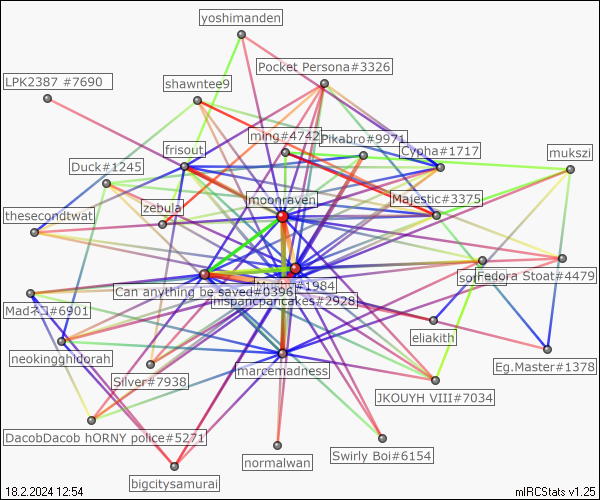 yoshimanden
Pocket Persona#3326
LPK2387 #7690
shawntee9
ming#4742
Pikabro#9971
Cypha#1717
mukszi
frisout
Duck#1245
moonraven
Majestic#3375
zebula
thesecondtwat
Fedora Stoat#4479
#1984
Can anything be saved#0396
hispanicpancakes#2928
Madネコ#6901
eliakith
neokingghidorah
Eg.Master#1378
marcemadness
Silver#7938
JKOUYH VIII#7034
DacobDacob hORNY police#5271
Swirly Boi#6154
normalwan
bigcitysamurai
18.2.2024 12:54
mIRCStats v1.25